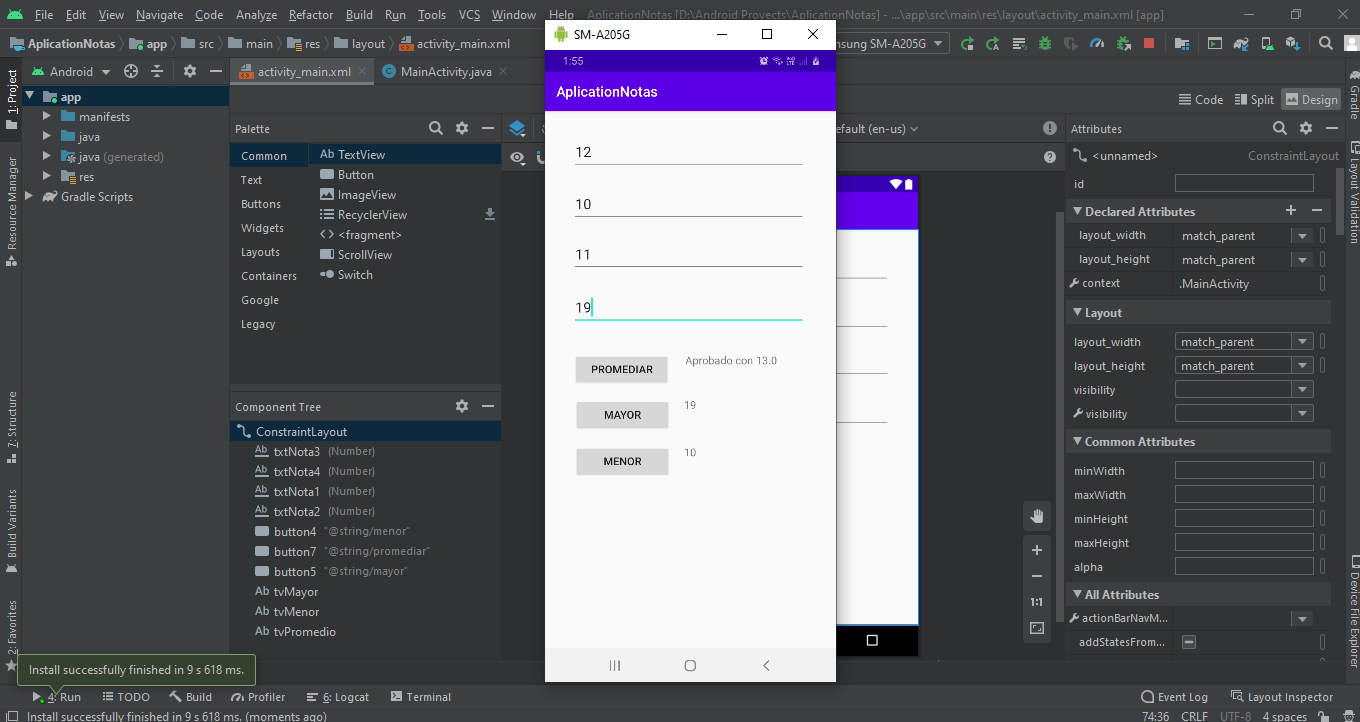 File Edit View Navigate Code Analyze Refactor Build Run Tools VCS Window Help AplicationNotas [D:\Android Proyects\AplicationNotas] - ...\app\src\main\res\layout\activity_main.xml [app]
AplicationNotas app src main res layout activity_main.xml
SM-A205G
nsung SM-A205G
Android
activity_main.xml MainActivity.java
Code Split Design
1: Project
Resource Manager
7: Structure
Build Variants
2: Favorites
app
manifests
java
java (generated)
res
Gradle Scripts
Palette
Common
Text
Buttons
Widgets
Layouts
Containers
Google
Legacy
Ab TextView
Button
ImageView
RecyclerView
<fragment>
ScrollView
Switch
Component Tree
ConstraintLayout
Ab txtNota3 (Number)
Ab txtNota4 (Number)
Ab txtNota1 (Number)
Ab txtNota2 (Number)
button4 "@string/menor"
button7 "@string/promediar"
button5 "@string/mayor"
Ab tvMayor
Ab tvMenor
Ab tvPromedio
1:55
AplicationNotas
12
10
11
19
PROMEDIAR Aprobado con 13.0
MAYOR 19
MENOR 10
efault (en-us)
1:1
Attributes
<unnamed> ConstraintLayout
id
Declared Attributes
layout_width match_parent
layout_height match_parent
context .MainActivity
Layout
layout_width match_parent
layout_height match_parent
visibility
visibility
Common Attributes
minWidth
maxWidth
minHeight
maxHeight
alpha
All Attributes
actionBarNavM...
addStatesFrom...
Gradle
Layout Validation
Device File Explorer
Install successfully finished in 9 s 618 ms.
4: Run TODO Build Profiler 6: Logcat Terminal Event Log Layout Inspector
Install successfully finished in 9 s 618 ms. (moments ago) 74:36 CRLF UTF-8 4 spaces